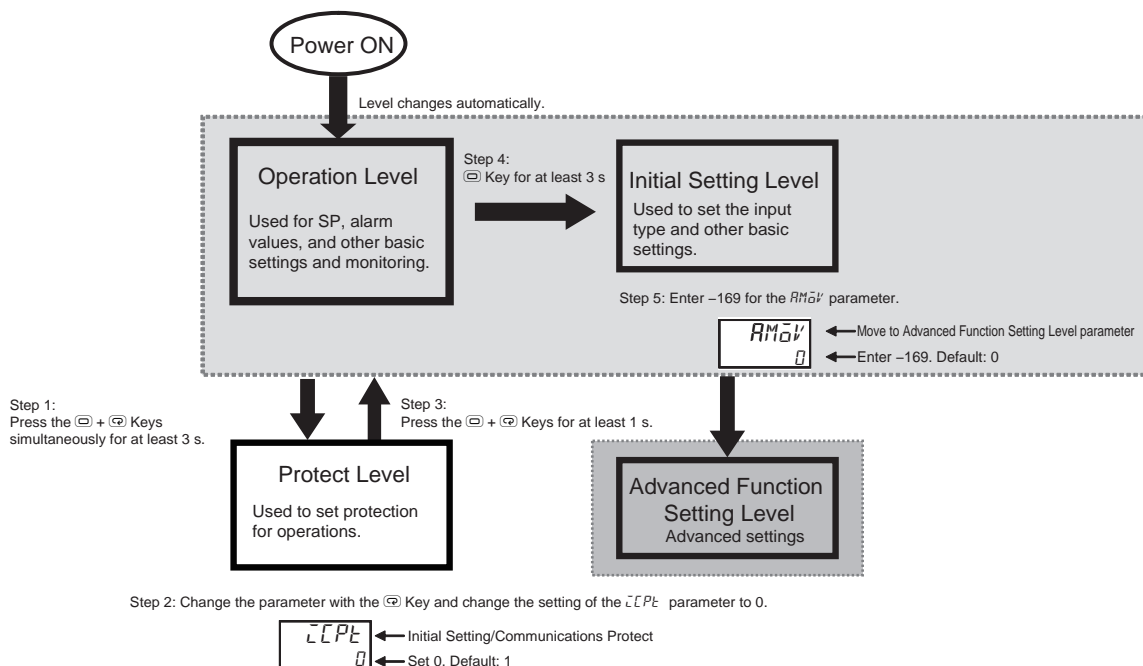 Power ON
Level changes automatically.
Operation Level
Used for SP, alarm
values, and other basic
settings and monitoring.
Step 4:
Key for at least 3 s
Initial Setting Level
Used to set the input
type and other basic
settings.
Step 5: Enter –169 for the AMOV parameter.
AMOV
Move to Advanced Function Setting Level parameter
0
Enter –169. Default: 0
Step 1:
Press the + Keys
simultaneously for at least 3 s.
Step 3:
Press the + Keys for at least 1 s.
Protect Level
Used to set protection
for operations.
Advanced Function
Setting Level
Advanced settings
Step 2: Change the parameter with the Key and change the setting of the ICPT parameter to 0.
ICPT
Initial Setting/Communications Protect
0
Set 0. Default: 1